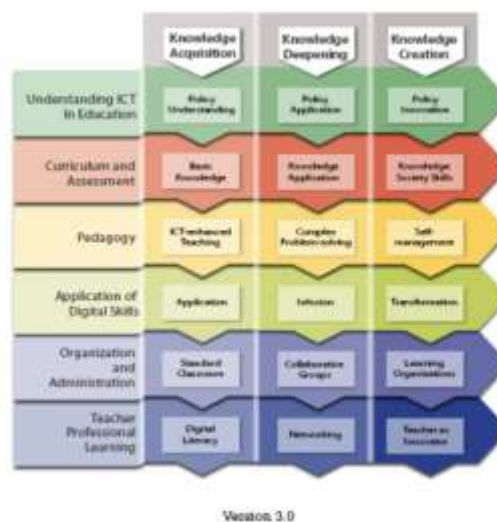 Knowledge
Acquisition
Knowledge
Deepening
Knowledge
Creation
Understanding ICT
in Education
Policy
Understanding
Policy
Application
Policy
Innovation
Curriculum and
Assessment
Basic
Knowledge
Knowledge
Application
Knowledge
Society Skills
Pedagogy
ICT-enhanced
Teaching
Complex
Problem-solving
Self-
management
Application of
Digital Skills
Application
Infusion
Transformation
Organization
and
Administration
Standard
Classroom
Collaborative
Groups
Learning
Organizations
Teacher
Professional
Learning
Digital
Literacy
Networking
Teacher as
Innovator
Version 3.0